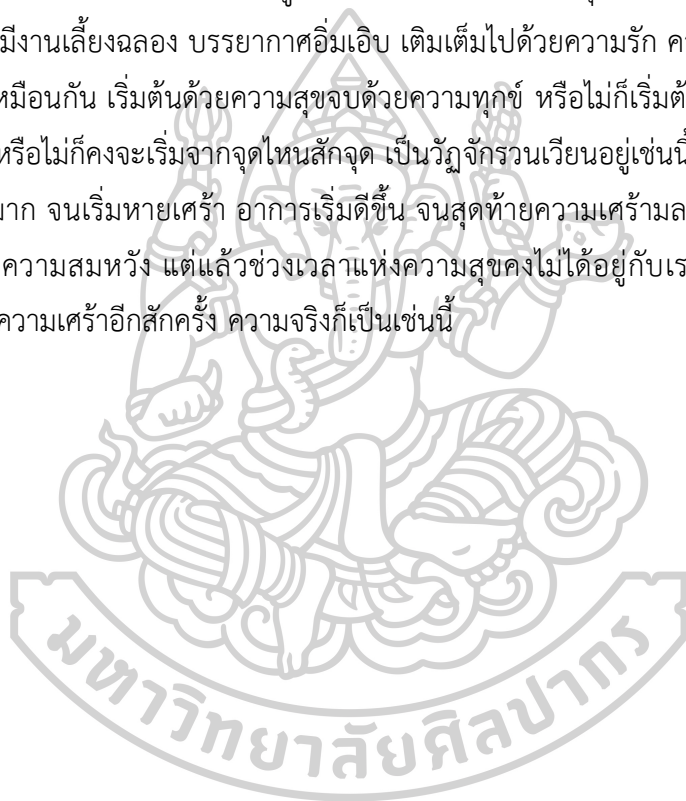 มีงานเลี้ยงฉลอง บรรยากาศอิ่มเอิบ เติมเต็มไปด้วยความรัก
หมือนกัน เริ่มต้นด้วยความสุขจบด้วยความทุกข์ หรือไม่ก็เริ่มต้
หรือไม่ก็คงจะเริ่มจากจุดไหนสักจุด เป็นวัฏจักรวนเวียนอยู่เช่นนี้
มาก จนเริ่มหายเศร้า อาการเริ่มดีขึ้น จนสุดท้ายความเศร้ามล
ความสมหวัง แต่แล้วช่วงเวลาแห่งความสุขคงไม่ได้อยู่กับเร
ความเศร้าอีกสักครั้ง ความจริงก็เป็นเช่นนี้
มหาวิทยาลัยศิลปากร